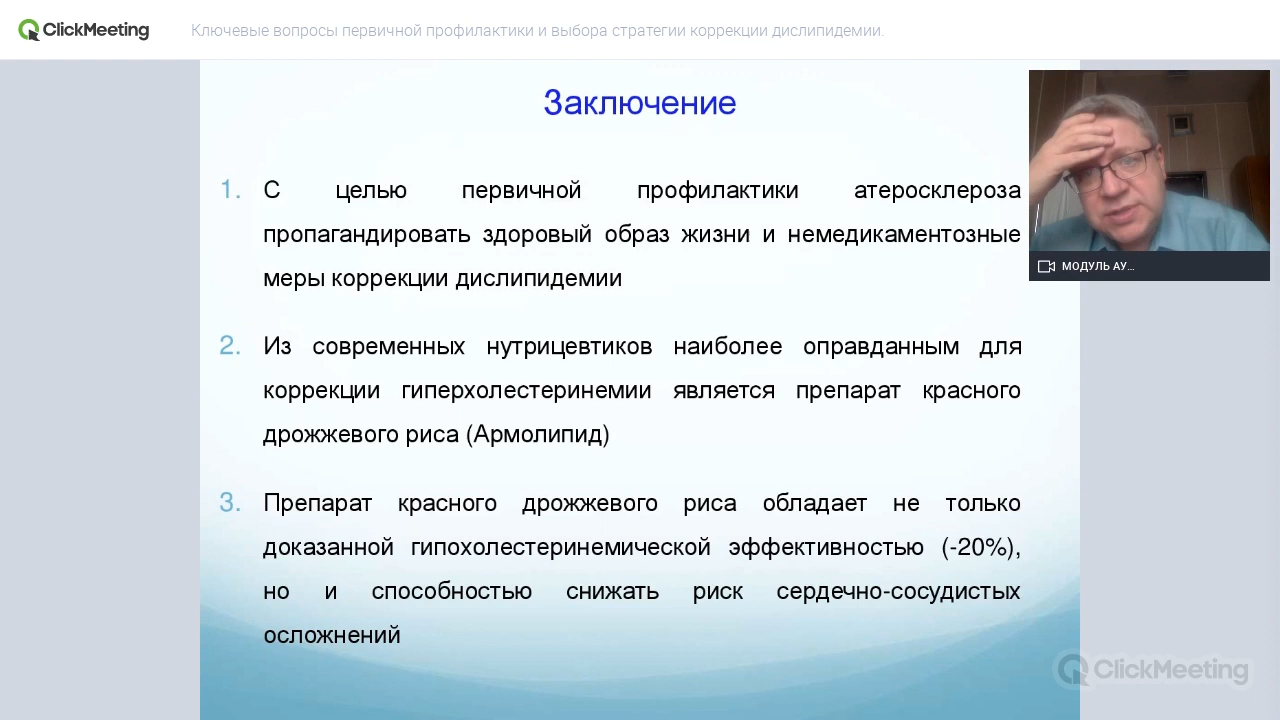 ClickMeeting
Ключевые вопросы первичной профилактики и выбора стратегии коррекции дислипидемии.
Заключение
1. С целью первичной профилактики атеросклероза
пропагандировать здоровый образ жизни и немедикаментозные
меры коррекции дислипидемии
2. Из современных нутрицевтиков наиболее оправданным для
коррекции гиперхолестеринемии является препарат красного
дрожжевого риса (Армолипид)
3. Препарат красного дрожжевого риса обладает не только
доказанной гипохолестеринемической эффективностью (-20%),
но и способностью снижать риск сердечно-сосудистых
осложнений
МОДУЛЬ АУ...
ClickMeeting